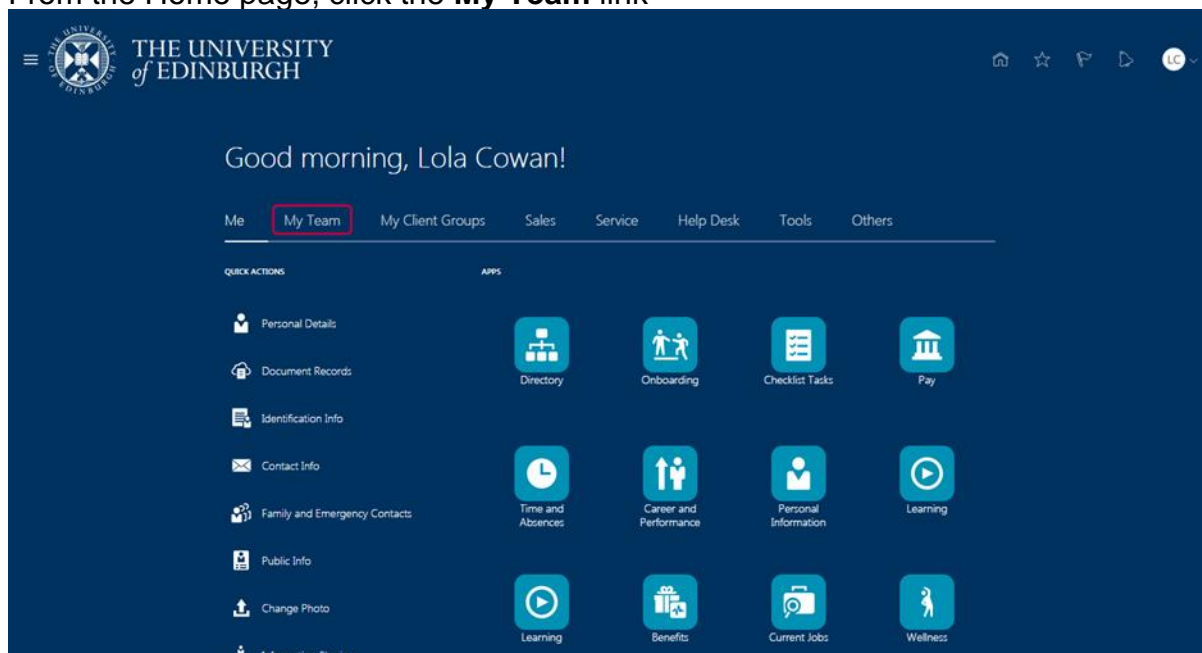 From the Home page, click the My Team link
THE UNIVERSITY
of EDINBURGH
LC
Good morning, Lola Cowan!
Me My Team My Client Groups Sales Service Help Desk Tools Others
QUICK ACTIONS
APPS
Personal Details
Document Records
Identification Info
Contact Info
Family and Emergency Contacts
Public Info
Change Photo
Directory
Onboarding
Checklist Tasks
Pay
Time and
Absences
Career and
Performance
Personal
Information
Learning
Learning
Benefits
Current Jobs
Wellness